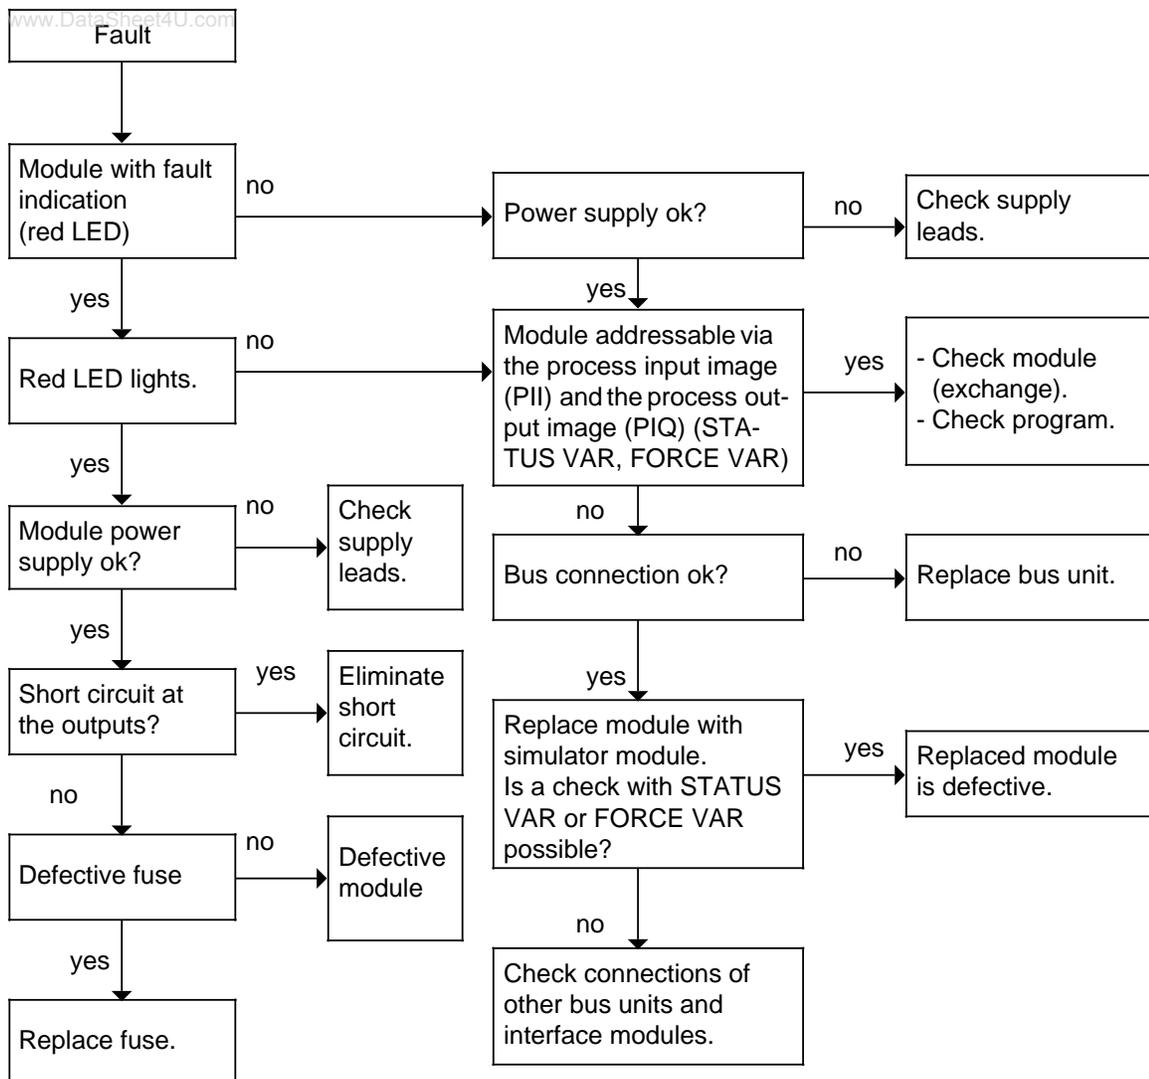 www.DataSheet4U.com
Fault
Module with fault
indication
(red LED)
no
Power supply ok?
no
Check supply
leads.
yes
yes
Red LED lights.
no
Module addressable via
the process input image
(PII) and the process out-
put image (PIQ) (STA-
TUS VAR, FORCE VAR)
yes
- Check module
(exchange).
- Check program.
yes
no
Module power
supply ok?
no
Check
supply
leads.
Bus connection ok?
no
Replace bus unit.
yes
yes
Short circuit at
the outputs?
yes
Eliminate
short
circuit.
Replace module with
simulator module.
Is a check with STATUS
VAR or FORCE VAR
possible?
yes
Replaced module
is defective.
no
Defective fuse
no
Defective
module
no
yes
Replace fuse.
Check connections of
other bus units and
interface modules.